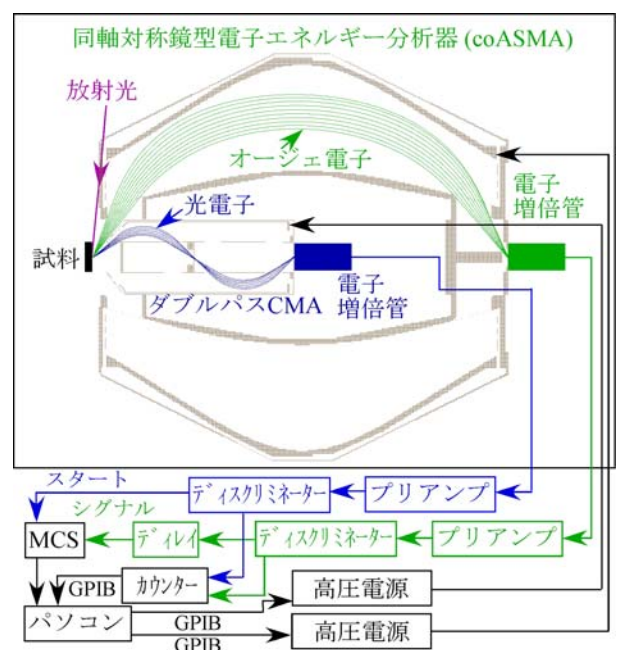 同軸対称鏡型電子エネルギー分析器 (coASMA)
放射光
オージェ電子
光電子
電子
増倍管
試料
電子
増倍管
ダブルパスCMA
スタート
ディスクリミネーター
プリアンプ
シグナル
MCS
ディレイ
ディスクリミネーター
プリアンプ
GPIB
カウンター
高圧電源
パソコン
GPIB
高圧電源
GPIB